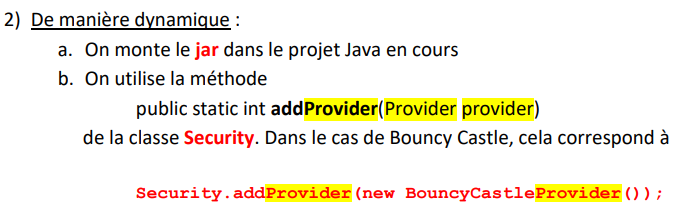 2) De manière dynamique :
a. On monte le jar dans le projet Java en cours
b. On utilise la méthode
public static int addProvider(Provider provider)
de la classe Security. Dans le cas de Bouncy Castle, cela correspond à
Security.addProvider(new BouncyCastleProvider());